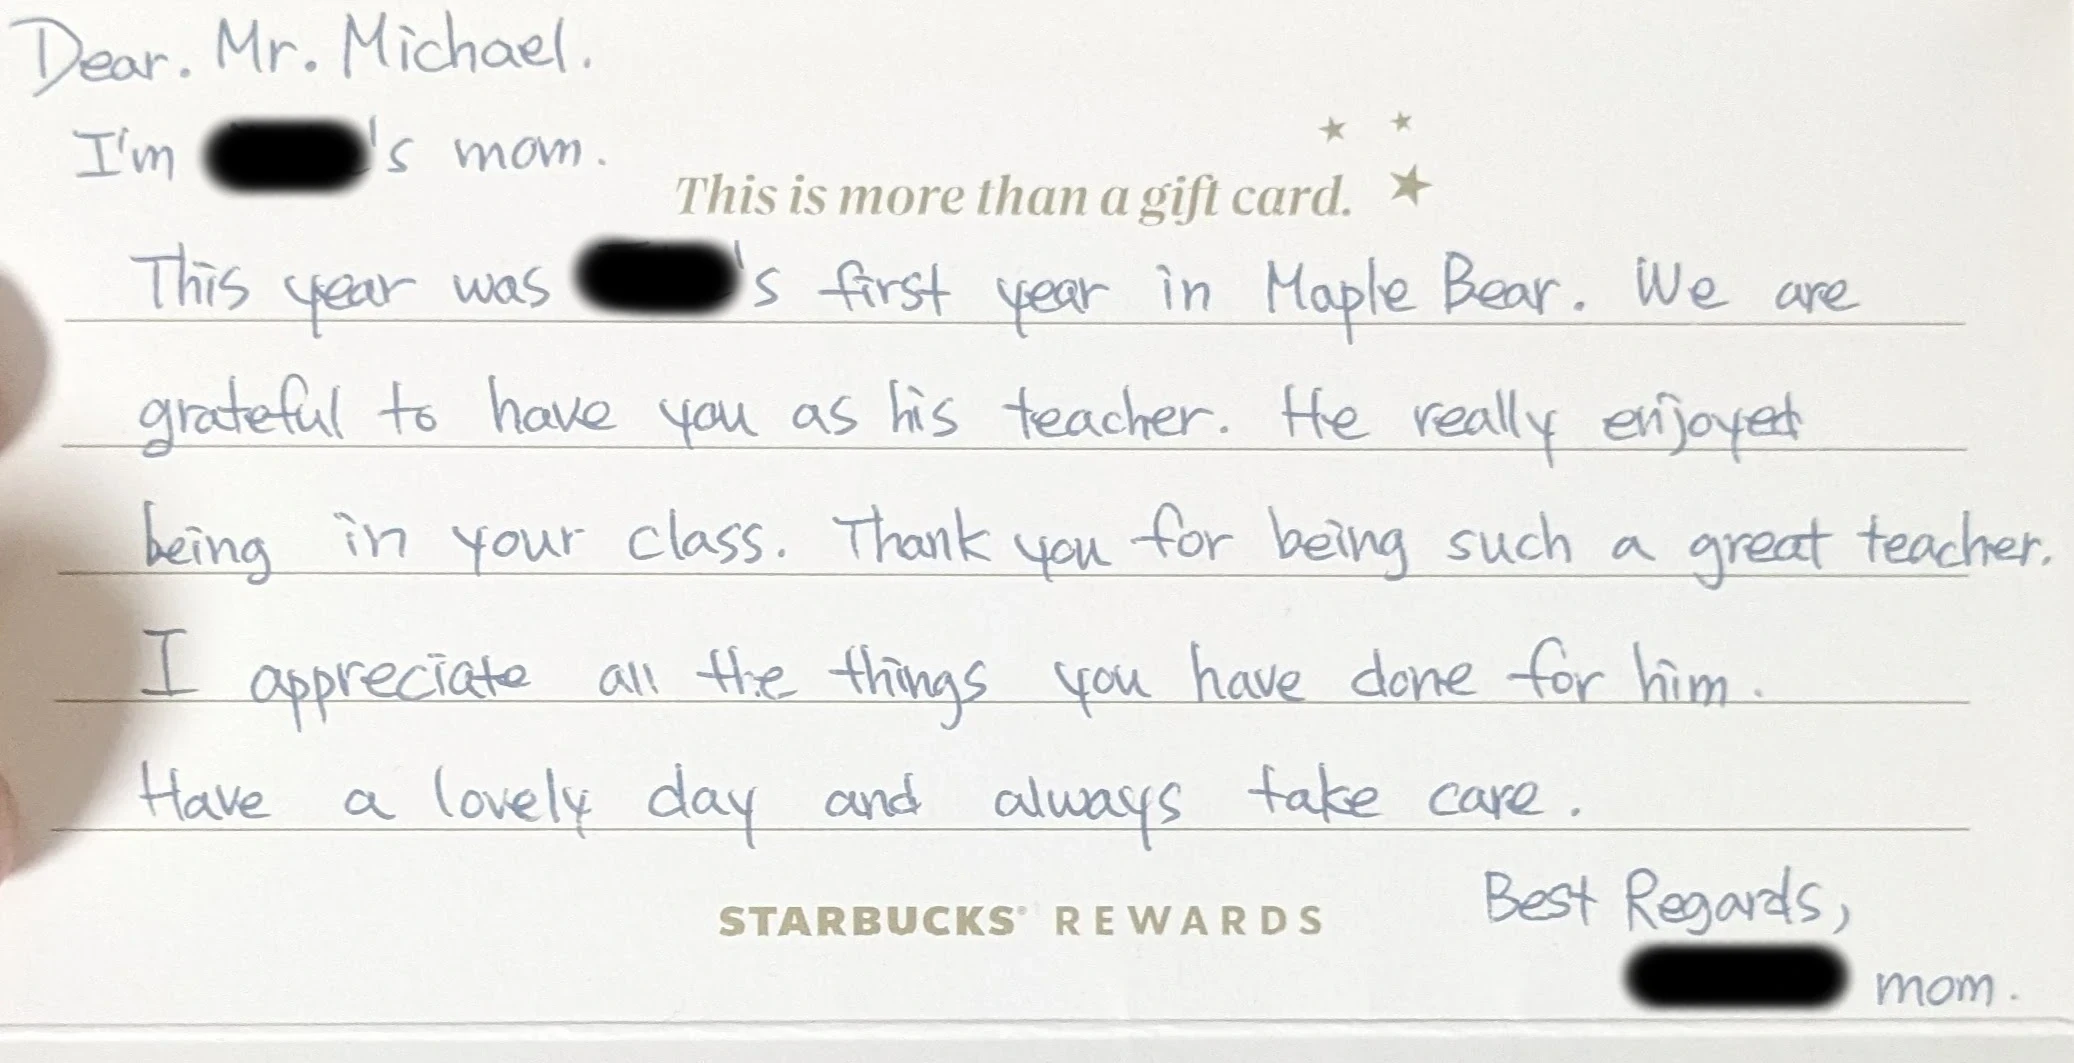 Dear. Mr. Michael.
I'm 's mom.
This is more than a gift card.
This year was 's first year in Maple Bear. We are
grateful to have you as his teacher. He really enjoyed
being in your class. Thank you for being such a great teacher.
I appreciate all the things you have done for him.
Have a lovely day and always take care.
STARBUCKS® REWARDS
Best Regards,
mom.